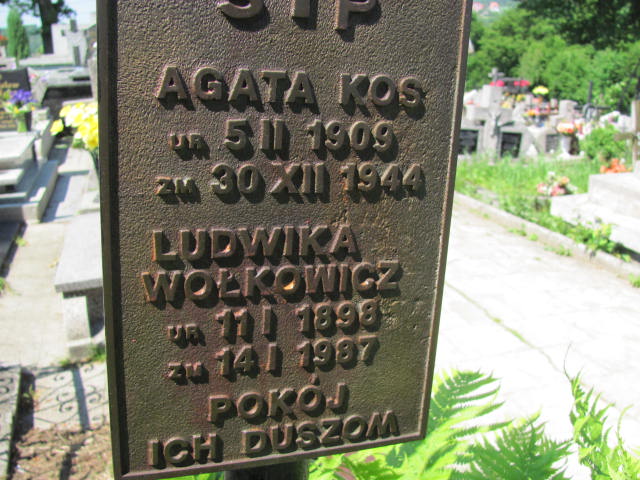 ŚTP
AGATA KOS
UR 5 II 1909
ZM 30 XII 1944
LUDWIKA
WOŁKOWICZ
UR 11 I 1898
ZM 14 I 1987
POKÓJ
ICH DUSZOM